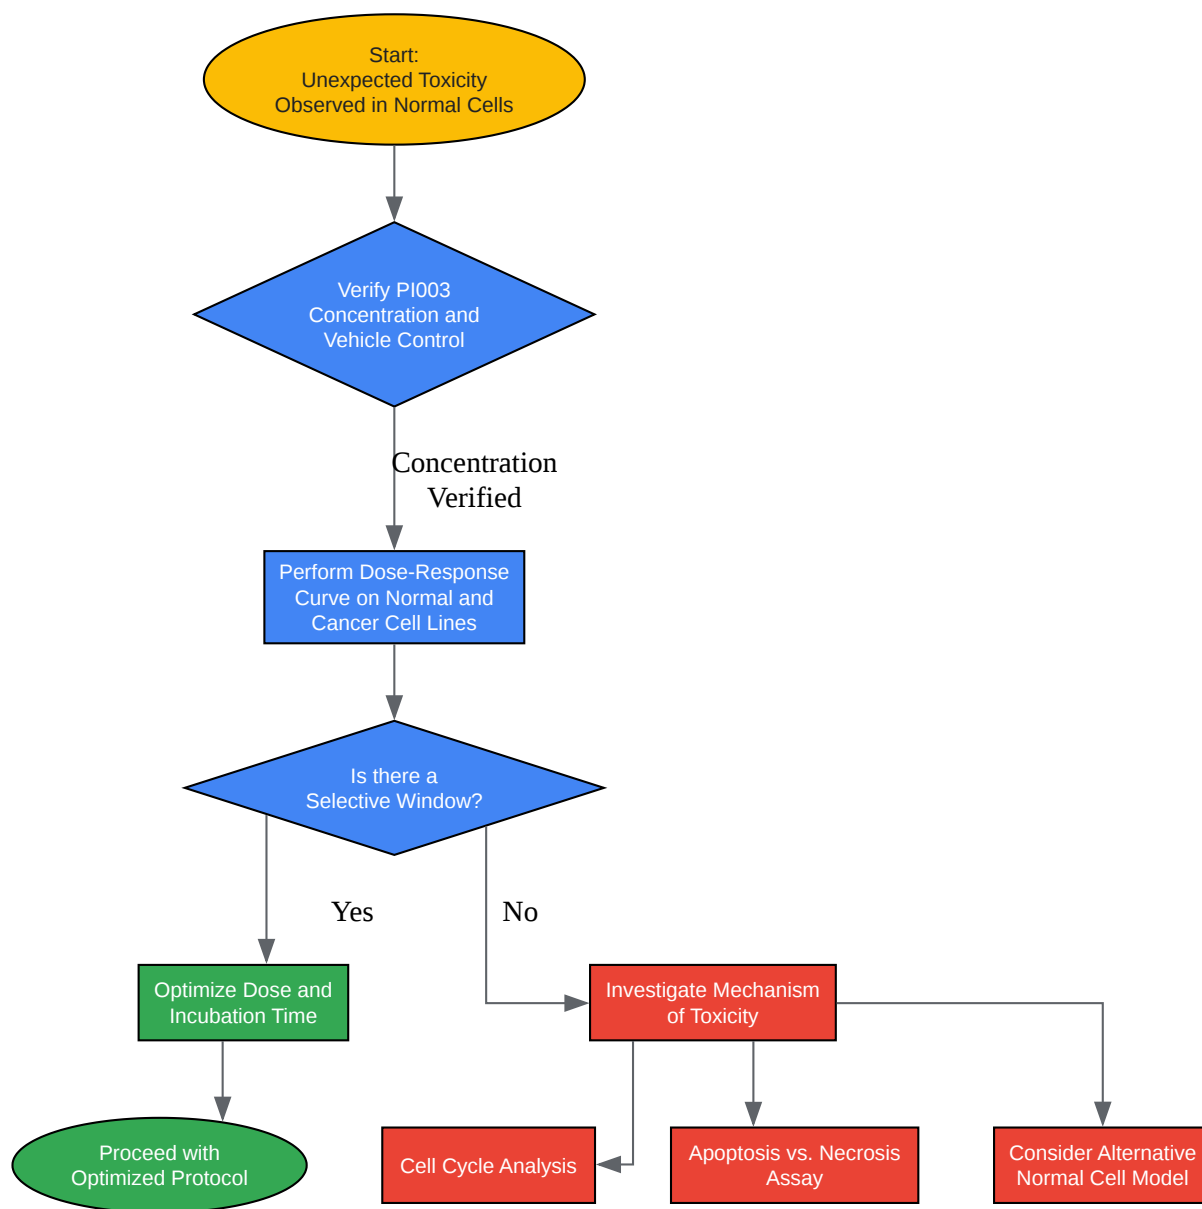 Start:
Unexpected Toxicity
Observed in Normal Cells
Verify PI003
Concentration and
Vehicle Control
Concentration
Verified
Perform Dose-Response
Curve on Normal and
Cancer Cell Lines
Is there a
Selective Window?
Yes
No
Optimize Dose and
Incubation Time
Investigate Mechanism
of Toxicity
Proceed with
Optimized Protocol
Cell Cycle Analysis
Apoptosis vs. Necrosis
Assay
Consider Alternative
Normal Cell Model